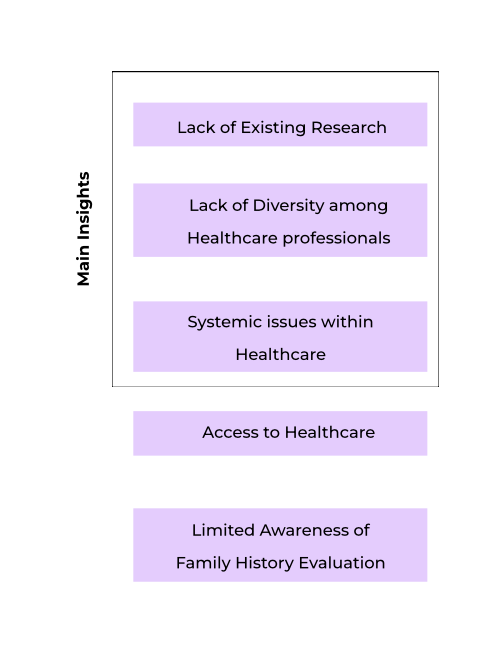 Main Insights
Lack of Existing Research
Lack of Diversity among
Healthcare professionals
Systemic issues within
Healthcare
Access to Healthcare
Limited Awareness of
Family History Evaluation